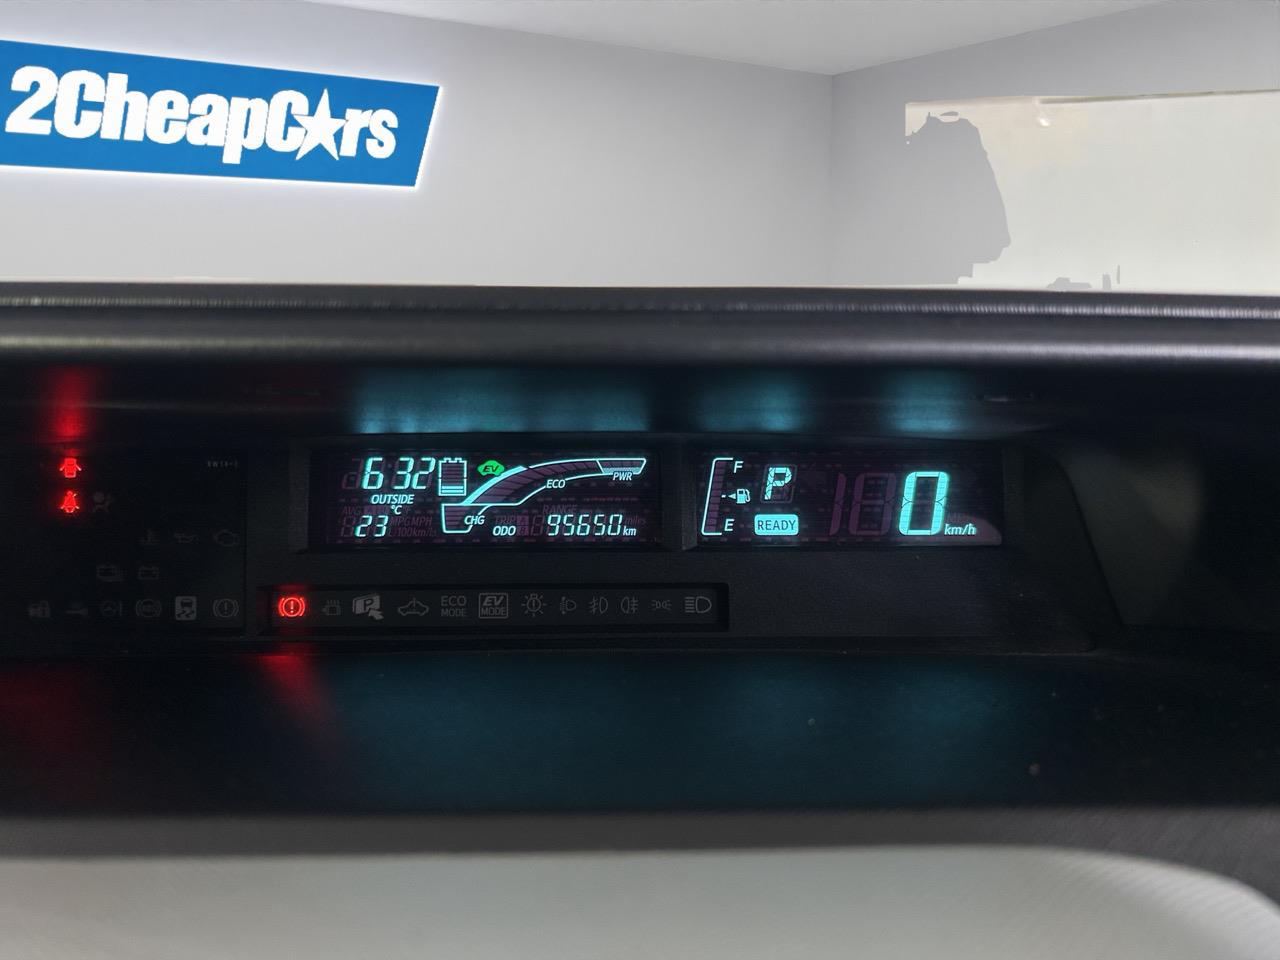 2CheapCars
6:32
EV
PWR
ECO
OUTSIDE
°C
23
CHG
ODO
95650 km
F
P
E
READY
0 km/h
P
ECO
MODE
EV
MODE